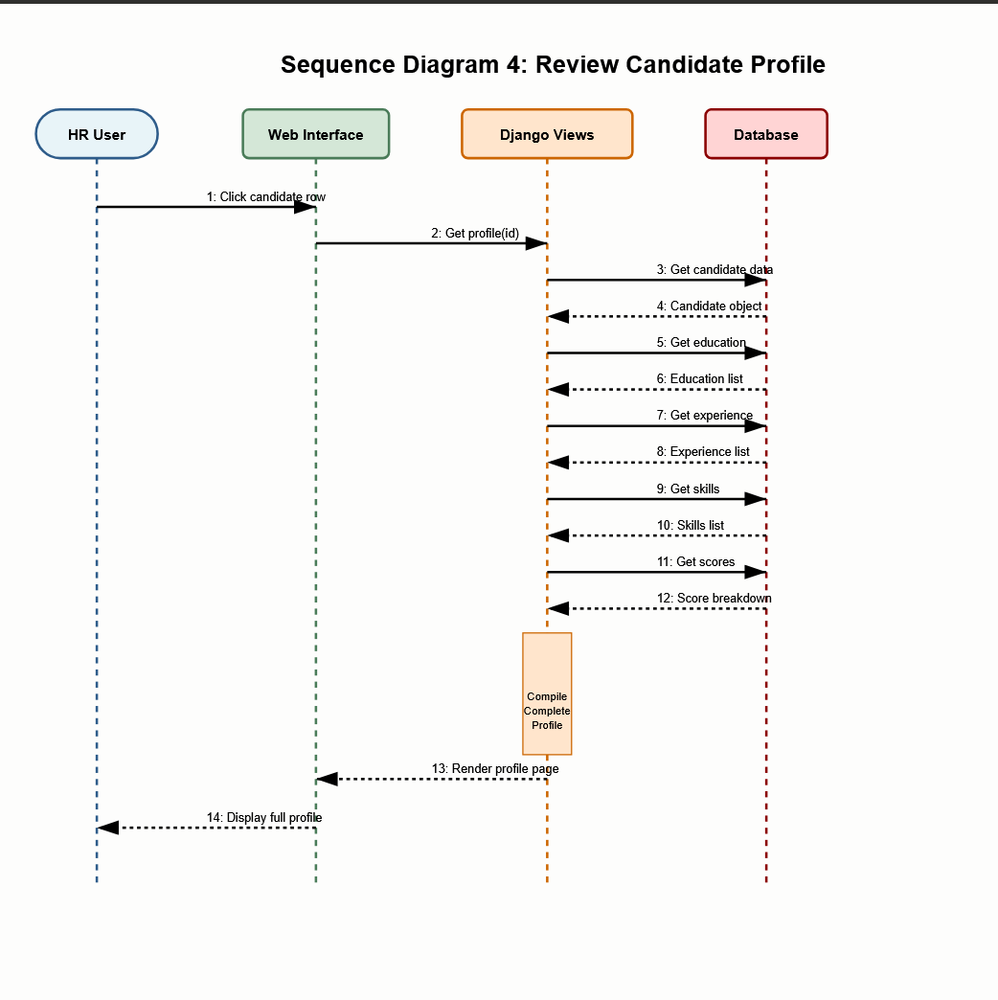 Sequence Diagram 4: Review Candidate Profile
HR User
Web Interface
Django Views
Database
1: Click candidate row
2: Get profile(id)
3: Get candidate data
4: Candidate object
5: Get education
6: Education list
7: Get experience
8: Experience list
9: Get skills
10: Skills list
11: Get scores
12: Score breakdown
Compile
Complete
Profile
13: Render profile page
14: Display full profile